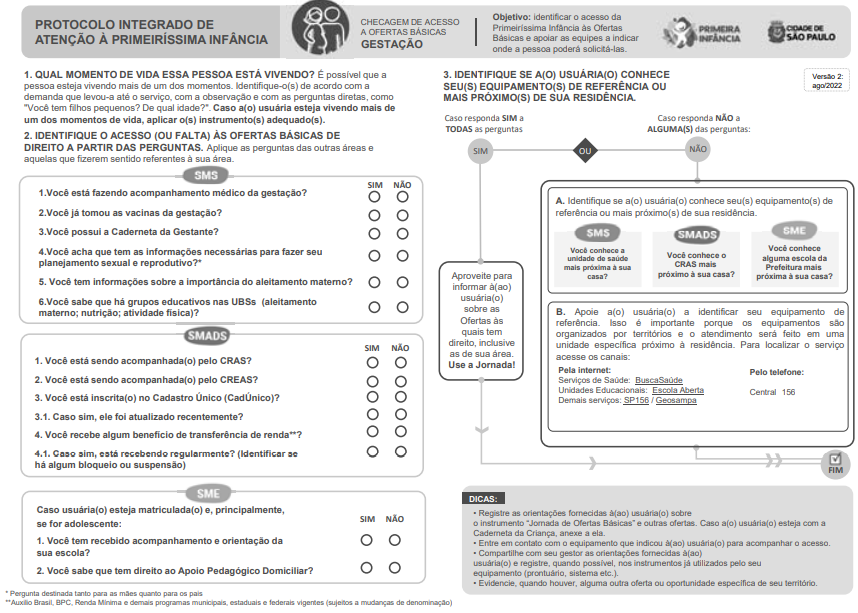 PROTOCOLO INTEGRADO DE
ATENÇÃO À PRIMEIRÍSSIMA INFÂNCIA
CHECAGEM DE ACESSO
A OFERTAS BÁSICAS
GESTAÇÃO
Objetivo: identificar o acesso da
Primeiríssima Infância às Ofertas
Básicas e apoiar as equipes a indicar
onde a pessoa poderá solicitá-las.
PRIMEIRA
INFÂNCIA
CIDADE DE
SÃO PAULO
1. QUAL MOMENTO DE VIDA ESSA PESSOA ESTÁ VIVENDO? É possível que a
pessoa esteja vivendo mais de um dos momentos. Identifique-o(s) de acordo com a
demanda que levou-a até o serviço, com a observação e com as perguntas diretas, como
"Você tem filhos pequenos? De qual idade?". Caso a(o) usuária esteja vivendo mais de
um dos momentos de vida, aplicar o(s) instrumento(s) adequado(s).
2. IDENTIFIQUE O ACESSO (OU FALTA) ÀS OFERTAS BÁSICAS DE
DIREITO A PARTIR DAS PERGUNTAS. Aplique as perguntas das outras áreas e
aquelas que fizerem sentido referentes à sua área.
SMS
SIM NÃO
1.Você está fazendo acompanhamento médico da gestação?
2.Você já tomou as vacinas da gestação?
3.Você possui a Caderneta da Gestante?
4.Você acha que tem as informações necessárias para fazer seu
planejamento sexual e reprodutivo?*
5. Você tem informações sobre a importância do aleitamento materno?
6.Você sabe que há grupos educativos nas UBSs (aleitamento
materno; nutrição; atividade física)?
SMADS
SIM NÃO
1. Você está sendo acompanhada(o) pelo CRAS?
2. Você está sendo acompanhada(o) pelo CREAS?
3. Você está inscrita(o) no Cadastro Único (CadÚnico)?
3.1. Caso sim, ele foi atualizado recentemente?
4. Você recebe algum benefício de transferência de renda**?
4.1. Caso sim, está recebendo regularmente? (Identificar se
há algum bloqueio ou suspensão)
SME
Caso usuária(o) esteja matriculada(o) e, principalmente,
se for adolescente:
SIM NÃO
1. Você tem recebido acompanhamento e orientação da
sua escola?
2. Você sabe que tem direito ao Apoio Pedagógico Domiciliar?
* Pergunta destinada tanto para as mães quanto para os pais
**Auxílio Brasil, BPC, Renda Mínima e demais programas municipais, estaduais e federais vigentes (sujeitos a mudanças de denominação)
3. IDENTIFIQUE SE A(O) USUÁRIA(O) CONHECE
SEU(S) EQUIPAMENTO(S) DE REFERÊNCIA OU
MAIS PRÓXIMO(S) DE SUA RESIDÊNCIA.
Versão 2:
ago/2022
Caso responda SIM a
TODAS as perguntas
Caso responda NÃO a
ALGUMA(S) das perguntas:
SIM
OU
NÃO
Aproveite para
informar à(ao)
usuária(o)
sobre as
Ofertas às
quais tem
direito, inclusive
as de sua área.
Use a Jornada!
A. Identifique se a(o) usuária(o) conhece seu(s) equipamento(s) de
referência ou mais próximo(s) de sua residência.
SMS
Você conhece a
unidade de saúde
mais próxima à sua
casa?
SMADS
Você conhece o
CRAS mais
próximo à sua casa?
SME
Você conhece
alguma escola da
Prefeitura mais
próxima à sua casa?
B. Apoie a(o) usuária(o) a identificar seu equipamento de
referência. Isso é importante porque os equipamentos são
organizados por territórios e o atendimento será feito em uma
unidade específica próximo à residência. Para localizar o serviço
acesse os canais:
Pela internet:
Serviços de Saúde: BuscaSaúde
Unidades Educacionais: Escola Aberta
Demais serviços: SP156 / Geosampa
Pelo telefone:
Central 156
FIM
DICAS:
• Registre as orientações fornecidas à(ao) usuária(o) sobre
o instrumento "Jornada de Ofertas Básicas" e outras ofertas. Caso a(o) usuária(o) esteja com a
Caderneta da Criança, anexe a ela.
• Entre em contato com o equipamento que indicou à(ao) usuária(o) para acompanhar o acesso.
• Compartilhe com seu gestor as orientações fornecidas à(ao)
usuária(o) e registre, quando possível, nos instrumentos já utilizados pelo seu
equipamento (prontuário, sistema etc.).
• Evidencie, quando houver, alguma outra oferta ou oportunidade específica de seu território.